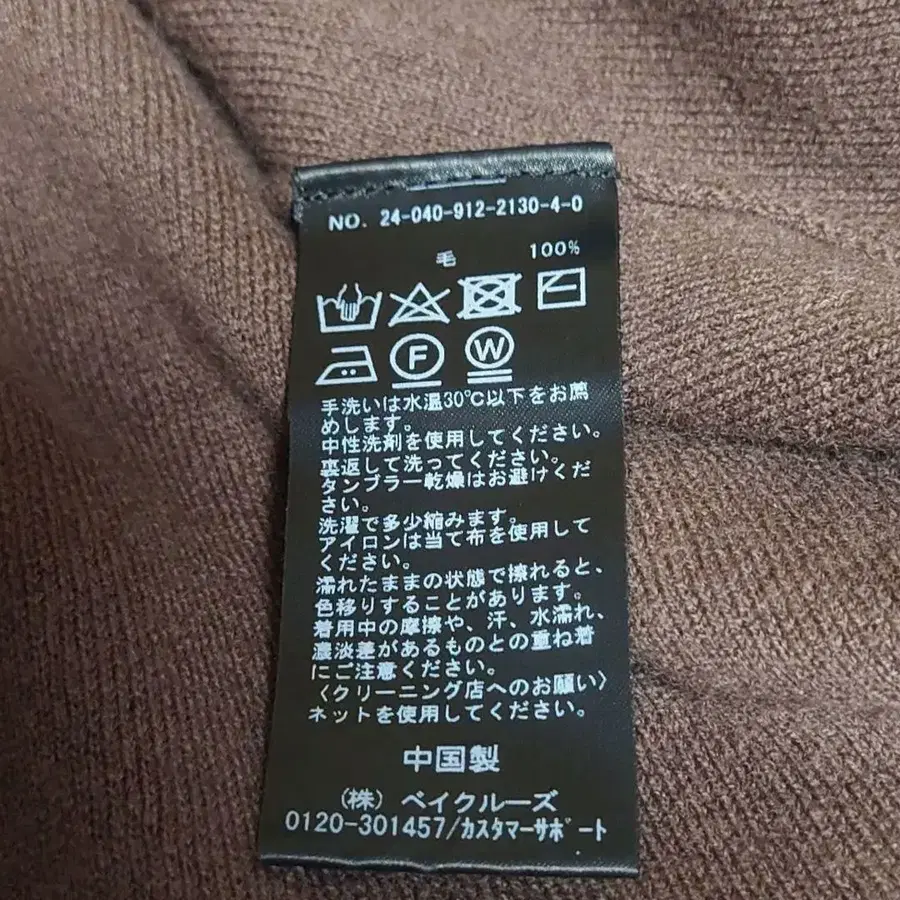 NO. 24-040-912-2130-4-0
毛 100%
F W
手洗いは水温30℃以下をお薦
めします。
中性洗剤を使用してください。
裏返して洗ってください。
タンブラー乾燥はお避けくだ
さい。
洗濯で多少縮みます。
アイロンは当て布を使用して
ください。
濡れたままの状態で擦れると、
色移りすることがあります。
着用中の摩擦や、汗、水濡れ、
濃淡差があるものとの重ね着
にご注意ください。
〈クリーニング店へのお願い〉
ネットを使用してください。
中国製
(株) ベイクルーズ
0120-301457/カスタマーサポート